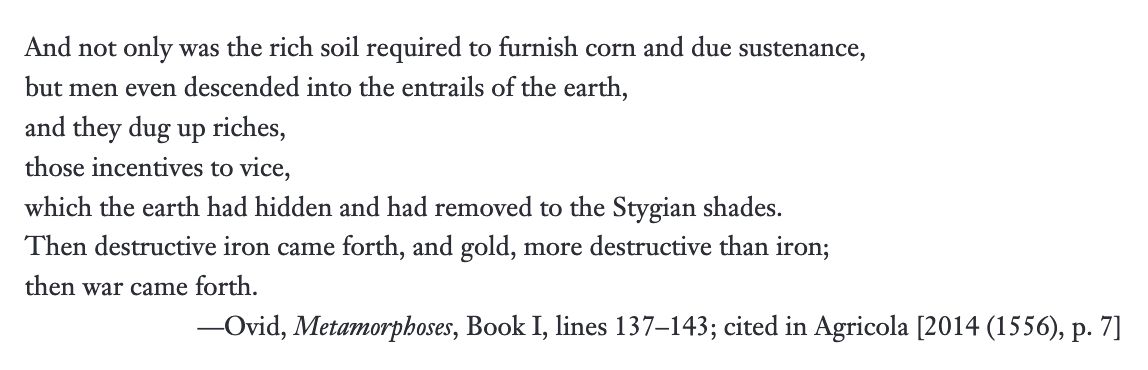 And not only was the rich soil required to furnish corn and due sustenance,
but men even descended into the entrails of the earth,
and they dug up riches,
those incentives to vice,
which the earth had hidden and had removed to the Stygian shades.
Then destructive iron came forth, and gold, more destructive than iron;
then war came forth.
—Ovid, Metamorphoses, Book I, lines 137–143; cited in Agricola [2014 (1556), p. 7]